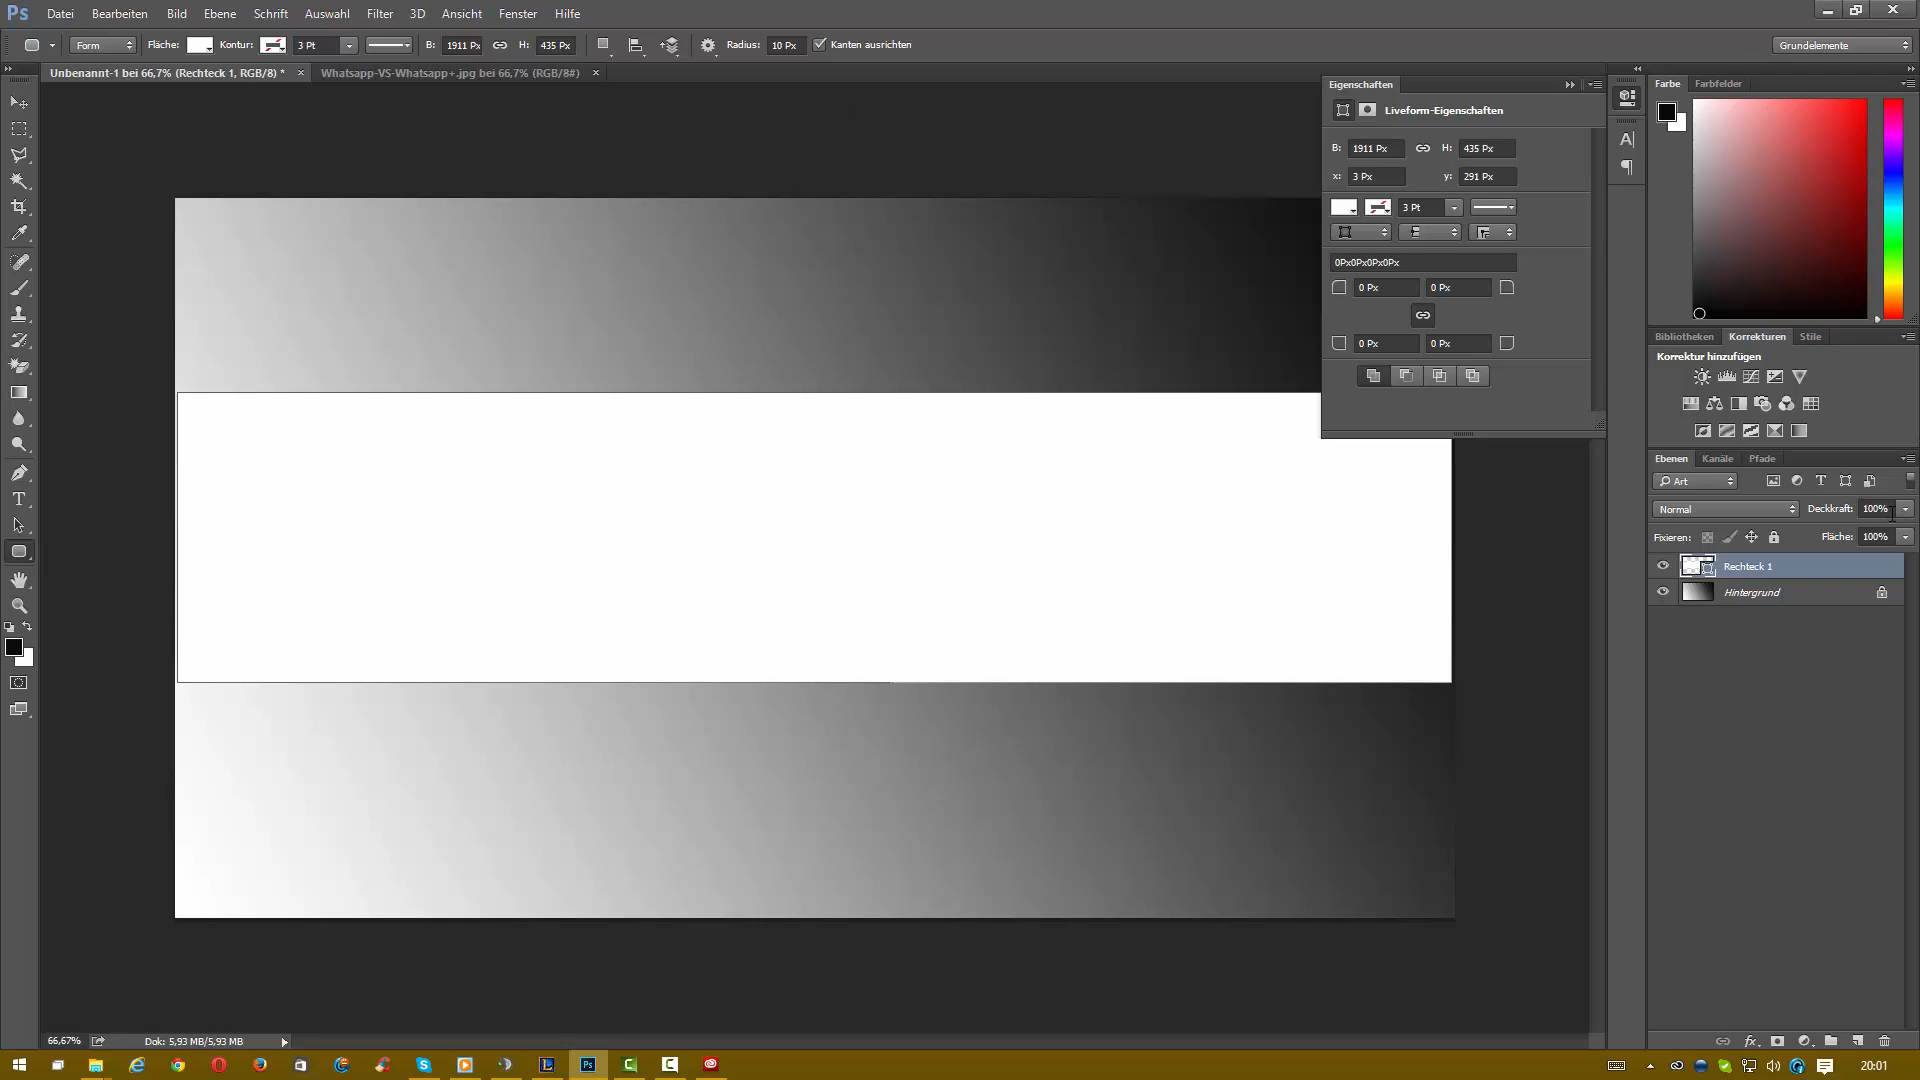 Ps Datei Bearbeiten Bild Ebene Schrift Auswahl Filter 3D Ansicht Fenster Hilfe
Form Fläche: Kontur: 3 Pt B: 1911 Px H: 435 Px Radius: 10 Px Kanten ausrichten Grundelemente
Unbenannt-1 bei 66,7% (Rechteck 1, RGB/8) * × Whatsapp-VS-Whatsapp+.jpg bei 66,7% (RGB/8#) ×
Eigenschaften
Liveform-Eigenschaften
B: 1911 Px H: 435 Px
x: 3 Px y: 291 Px
3 Pt
0Px0Px0Px0Px
0 Px 0 Px
0 Px 0 Px
Farbe Farbfelder
Bibliotheken Korrekturen Stile
Korrektur hinzufügen
Ebenen Kanäle Pfade
Art
Normal Deckkraft: 100%
Fixieren: Fläche: 100%
Rechteck 1
Hintergrund
66,67% Dok: 5,93 MB/5,93 MB
Ps 20:01